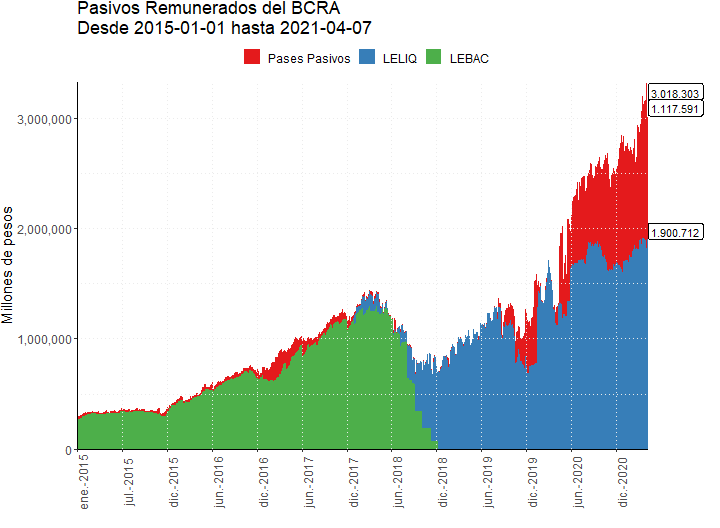 Pasivos Remunerados del BCRA
Desde 2015-01-01 hasta 2021-04-07
Pases Pasivos LELIQ LEBAC
Millones de pesos
3,000,000
2,000,000
1,000,000
0
3.018.303
1.117.591
1.900.712
ene.-2015
jul.-2015
dic.-2015
jun.-2016
dic.-2016
jun.-2017
dic.-2017
jun.-2018
dic.-2018
jun.-2019
dic.-2019
jun.-2020
dic.-2020